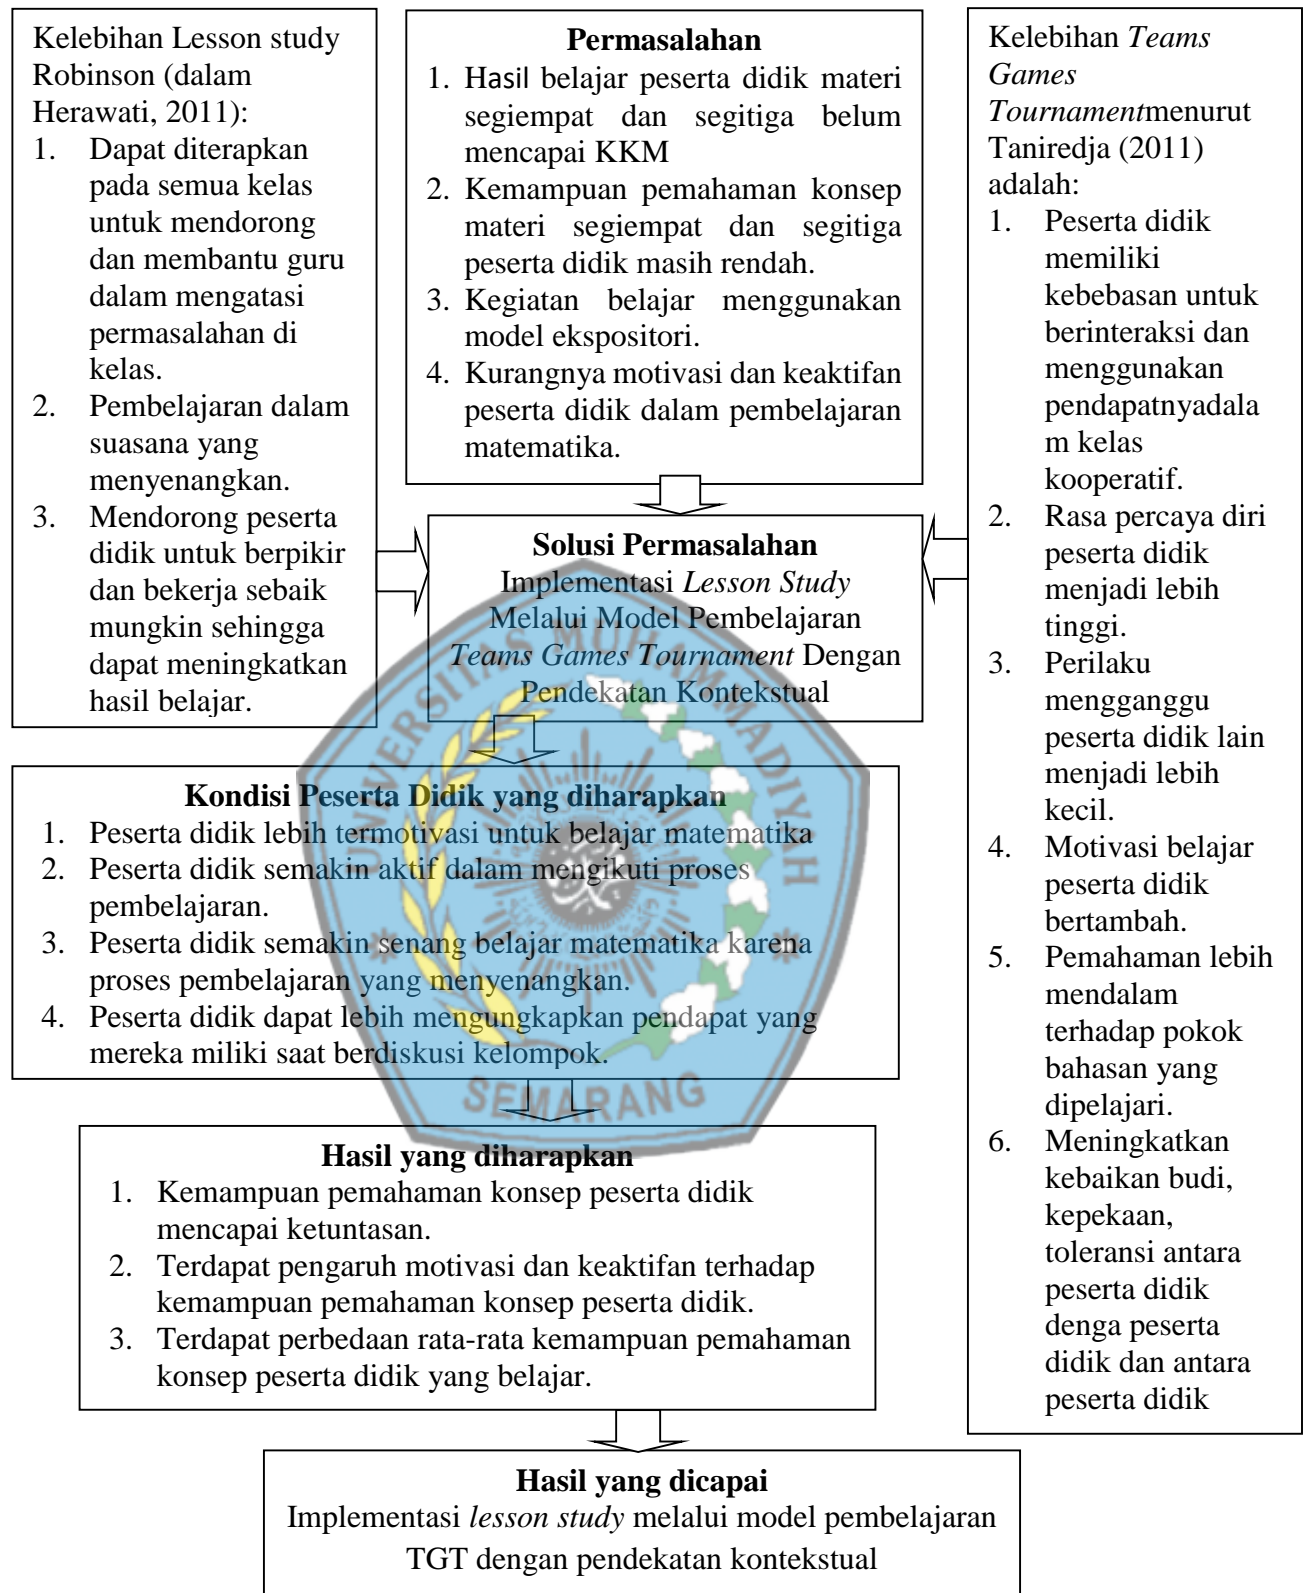 Kelebihan Lesson study
Robinson (dalam
Herawati, 2011):
1. Dapat diterapkan
pada semua kelas
untuk mendorong
dan membantu guru
dalam mengatasi
permasalahan di
kelas.
2. Pembelajaran dalam
suasana yang
menyenangkan.
3. Mendorong peserta
didik untuk berpikir
dan bekerja sebaik
mungkin sehingga
dapat meningkatkan
hasil belajar.
Permasalahan
1. Hasil belajar peserta didik materi
segiempat dan segitiga belum
mencapai KKM
2. Kemampuan pemahaman konsep
materi segiempat dan segitiga
peserta didik masih rendah.
3. Kegiatan belajar menggunakan
model ekspositori.
4. Kurangnya motivasi dan keaktifan
peserta didik dalam pembelajaran
matematika.
Kelebihan Teams
Games
Tournamentmenurut
Taniredja (2011)
adalah:
1. Peserta didik
memiliki
kebebasan untuk
berinteraksi dan
menggunakan
pendapatnyadala
m kelas
kooperatif.
2. Rasa percaya diri
peserta didik
menjadi lebih
tinggi.
3. Perilaku
mengganggu
peserta didik lain
menjadi lebih
kecil.
4. Motivasi belajar
peserta didik
bertambah.
5. Pemahaman lebih
mendalam
terhadap pokok
bahasan yang
dipelajari.
6. Meningkatkan
kebaikan budi,
kepekaan,
toleransi antara
peserta didik
denga peserta
didik dan antara
peserta didik
Solusi Permasalahan
Implementasi Lesson Study
Melalui Model Pembelajaran
Teams Games Tournament Dengan
Pendekatan Kontekstual
Kondisi Peserta Didik yang diharapkan
1. Peserta didik lebih termotivasi untuk belajar matematika
2. Peserta didik semakin aktif dalam mengikuti proses
pembelajaran.
3. Peserta didik semakin senang belajar matematika karena
proses pembelajaran yang menyenangkan.
4. Peserta didik dapat lebih mengungkapkan pendapat yang
mereka miliki saat berdiskusi kelompok.
UNIVERSITAS MUHAMMADIYAH
SEMARANG
Hasil yang diharapkan
1. Kemampuan pemahaman konsep peserta didik
mencapai ketuntasan.
2. Terdapat pengaruh motivasi dan keaktifan terhadap
kemampuan pemahaman konsep peserta didik.
3. Terdapat perbedaan rata-rata kemampuan pemahaman
konsep peserta didik yang belajar.
Hasil yang dicapai
Implementasi lesson study melalui model pembelajaran
TGT dengan pendekatan kontekstual